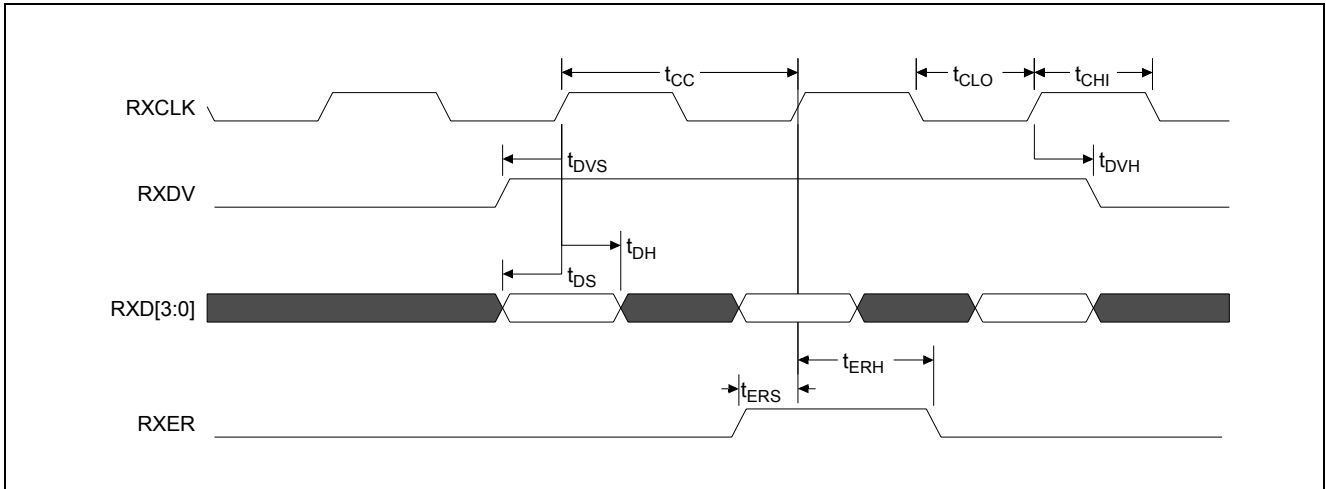 tCC
tCLO
tCHI
RXCLK
tDVS
tDVH
RXDV
tDH
tDS
RXD[3:0]
tERH
tERS
RXER